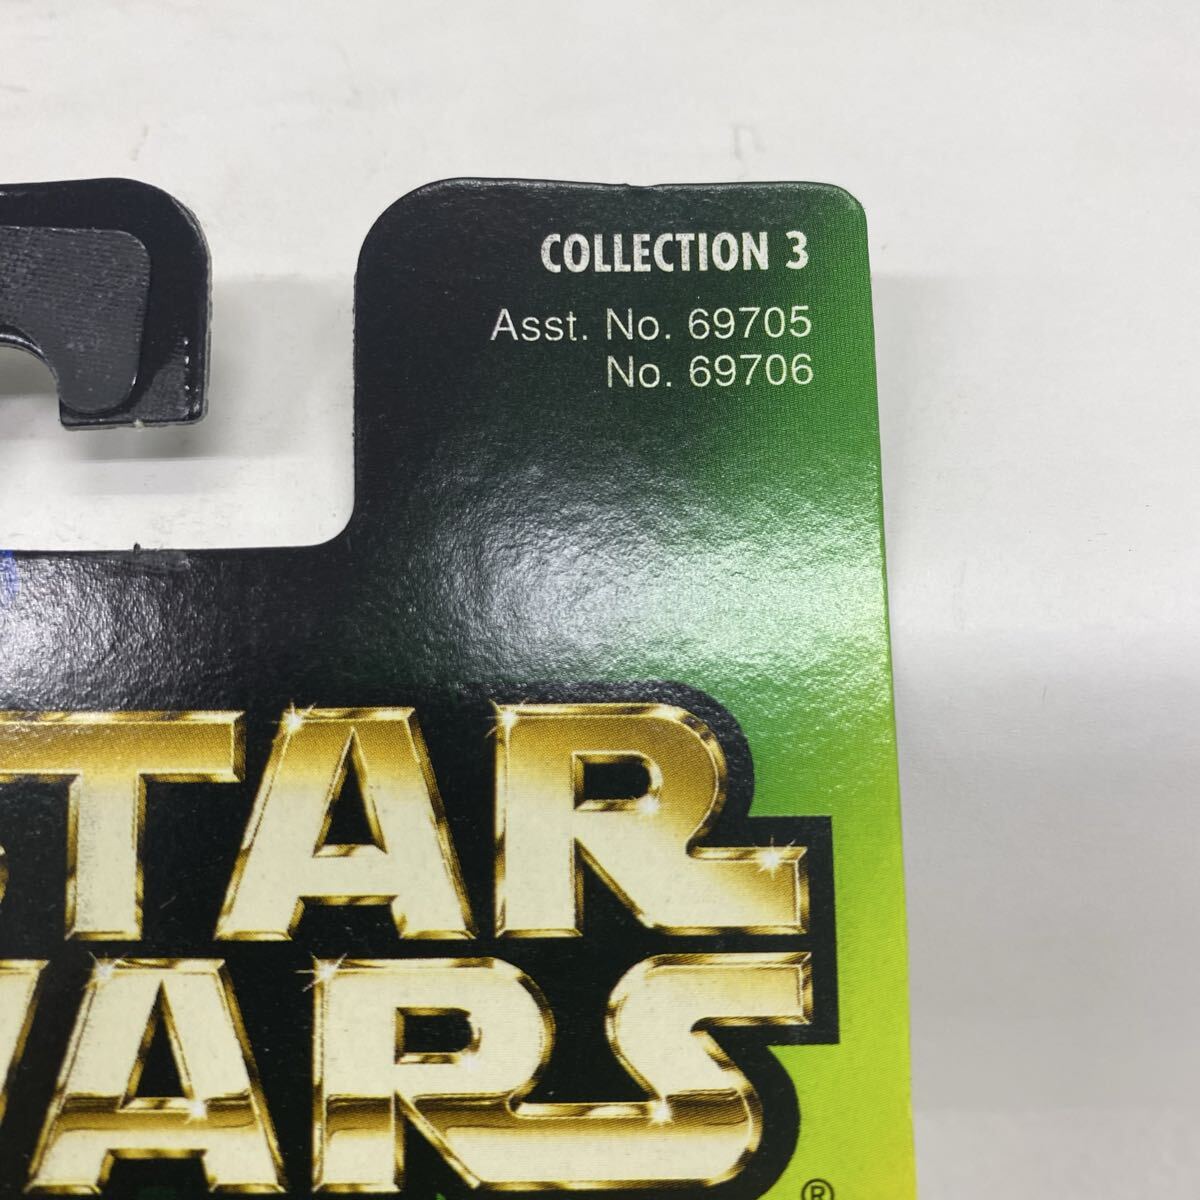 COLLECTION 3
Asst. No. 69705
No. 69706
STAR
WARS
®